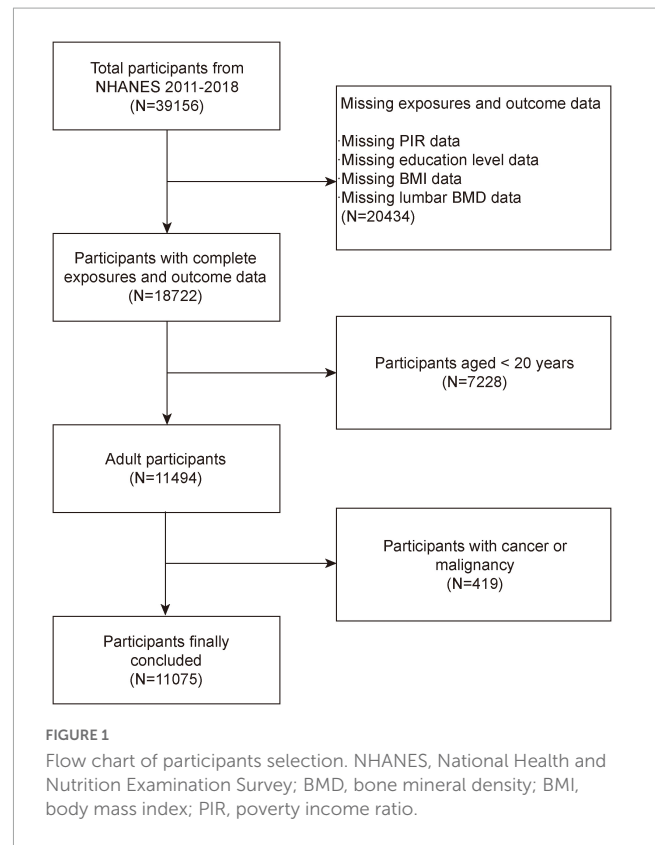 Total participants from
NHANES 2011-2018
(N=39156)
Missing exposures and outcome data
·Missing PIR data
·Missing education level data
·Missing BMI data
·Missing lumbar BMD data
(N=20434)
Participants with complete
exposures and outcome data
(N=18722)
Participants aged < 20 years
(N=7228)
Adult participants
(N=11494)
Participants with cancer or
malignancy
(N=419)
Participants finally
concluded
(N=11075)
FIGURE 1
Flow chart of participants selection. NHANES, National Health and
Nutrition Examination Survey; BMD, bone mineral density; BMI,
body mass index; PIR, poverty income ratio.